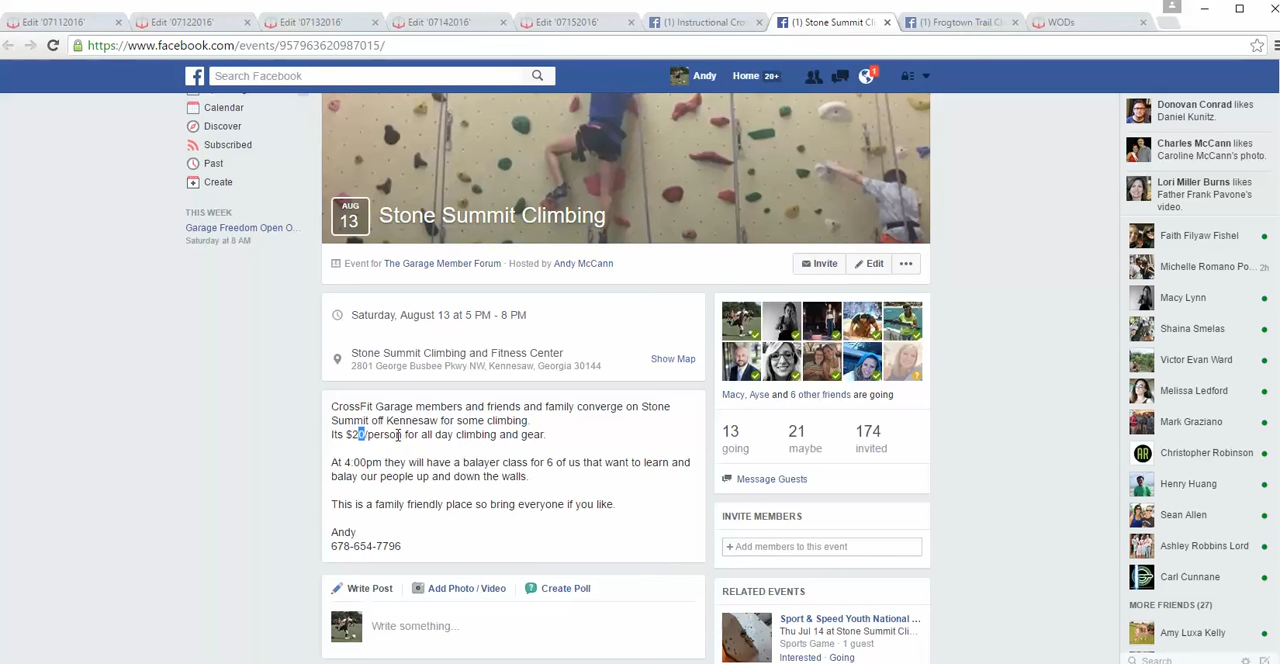 Edit '07112016'
Edit '07122016'
Edit '07132016'
Edit '07142016'
Edit '07152016'
(1) Instructional Cro
(1) Stone Summit Cli
(1) Frogtown Trail C
WODs
https://www.facebook.com/events/957963620987015/
Search Facebook
Andy
Home 20+
1
Calendar
Discover
Subscribed
Past
Create
THIS WEEK
Garage Freedom Open O...
Saturday at 8 AM
AUG
13
Stone Summit Climbing
Event for The Garage Member Forum · Hosted by Andy McCann
Invite
Edit
Saturday, August 13 at 5 PM - 8 PM
Stone Summit Climbing and Fitness Center
2801 George Busbee Pkwy NW, Kennesaw, Georgia 30144
Show Map
CrossFit Garage members and friends and family converge on Stone
Summit off Kennesaw for some climbing.
Its $20/person for all day climbing and gear.
At 4:00pm they will have a balayer class for 6 of us that want to learn and
balay our people up and down the walls.
This is a family friendly place so bring everyone if you like.
Andy
678-654-7796
Write Post
Add Photo / Video
Create Poll
Write something...
Macy, Ayse and 6 other friends are going
13 21 174
going maybe invited
Message Guests
INVITE MEMBERS
+ Add members to this event
RELATED EVENTS
Sport & Speed Youth National ...
Thu Jul 14 at Stone Summit Cli...
Sports Game · 1 guest
Interested · Going
Donovan Conrad likes
Daniel Kunitz.
Charles McCann likes
Caroline McCann's photo.
Lori Miller Burns likes
Father Frank Pavone's
video.
Faith Filyaw Fishel
Michelle Romano Po... 2h
Macy Lynn
Shaina Smelas
Victor Evan Ward
Melissa Ledford
Mark Graziano
AR
Christopher Robinson
Henry Huang
Sean Allen
Ashley Robbins Lord
Carl Cunnane
MORE FRIENDS (27)
Amy Luxa Kelly
Search